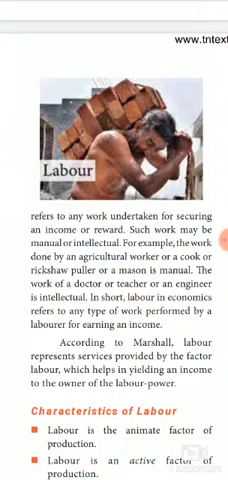 www.tntext
Labour
refers to any work undertaken for securing
an income or reward. Such work may be
manual or intellectual. For example, the work
done by an agricultural worker or a cook or
rickshaw puller or a mason is manual. The
work of a doctor or teacher or an engineer
is intellectual. In short, labour in economics
refers to any type of work performed by a
labourer for earning an income.
According to Marshall, labour
represents services provided by the factor
labour, which helps in yielding an income
to the owner of the labour-power.
Characteristics of Labour
Labour is the animate factor of
production.
Labour is an active factor of
production.